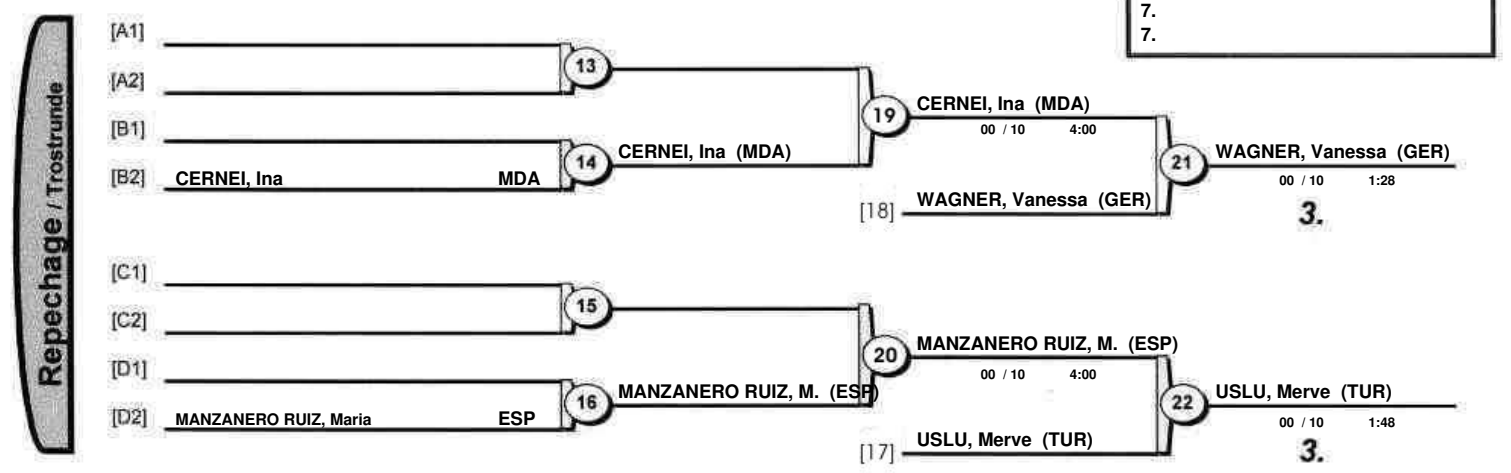 7.
7.
Repechage / Trostrunde
[A1]
13
[A2]
19
CERNEI, Ina (MDA)
00 / 10 4:00
[B1]
14
CERNEI, Ina (MDA)
21
WAGNER, Vanessa (GER)
[B2] CERNEI, Ina MDA
00 / 10 1:28
[18] WAGNER, Vanessa (GER)
3.
[C1]
15
[C2]
20
MANZANERO RUIZ, M. (ESP)
00 / 10 4:00
[D1]
16
MANZANERO RUIZ, M. (ESP)
22
USLU, Merve (TUR)
[D2] MANZANERO RUIZ, Maria ESP
00 / 10 1:48
[17] USLU, Merve (TUR)
3.